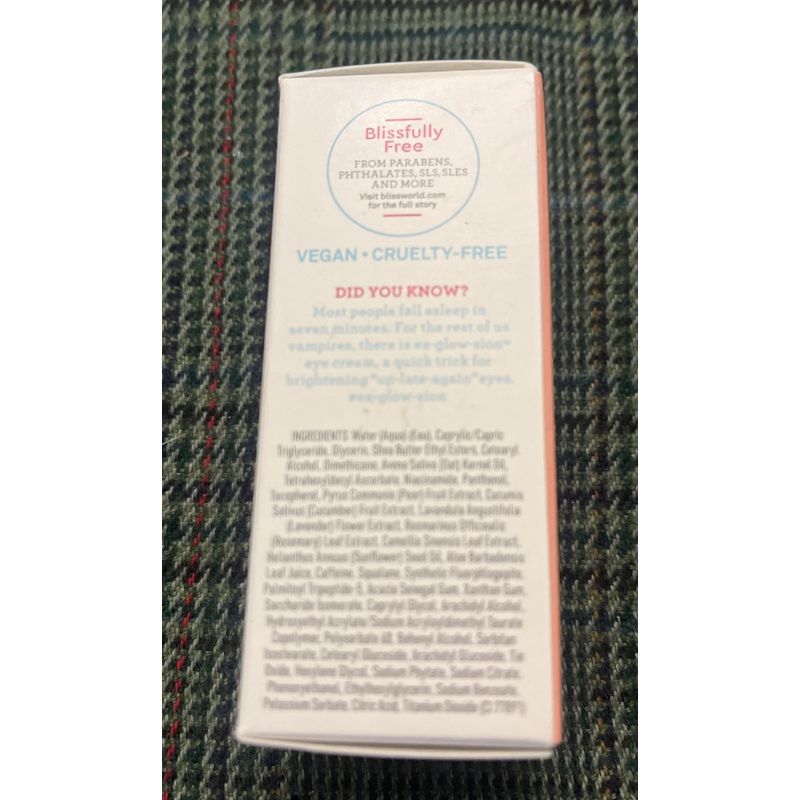 Blissfully
Free
FROM PARABENS,
PHTHALATES, SLS, SLES
AND MORE
Visit blissworld.com
for the full story
VEGAN • CRUELTY-FREE
DID YOU KNOW?
Most people fall asleep in
seven minutes. For the rest of us
vampires, there is ex-glow-sion™
eye cream, a quick trick for
brightening "up-late-again" eyes.
#ex-glow-sion
INGREDIENTS: Water (Aqua) (Eau), Caprylic/Capric
Triglyceride, Glycerin, Shea Butter Ethyl Esters, Cetearyl
Alcohol, Dimethicone, Avena Sativa (Oat) Kernel Oil,
Tetrahexyldecyl Ascorbate, Niacinamide, Panthenol,
Tocopherol, Pyrus Communis (Pear) Fruit Extract, Cucumis
Sativus (Cucumber) Fruit Extract, Lavandula Angustifolia
(Lavender) Flower Extract, Rosmarinus Officinalis
(Rosemary) Leaf Extract, Camellia Sinensis Leaf Extract,
Helianthus Annuus (Sunflower) Seed Oil, Aloe Barbadensis
Leaf Juice, Caffeine, Squalane, Synthetic Fluorphlogopite,
Palmitoyl Tripeptide-5, Acacia Senegal Gum, Xanthan Gum,
Saccharide Isomerate, Caprylyl Glycol, Arachidyl Alcohol,
Hydroxyethyl Acrylate/Sodium Acryloyldimethyl Taurate
Copolymer, Polysorbate 60, Behenyl Alcohol, Sorbitan
Isostearate, Cetearyl Glucoside, Arachidyl Glucoside, Tin
Oxide, Hexylene Glycol, Sodium Phytate, Sodium Citrate,
Phenoxyethanol, Ethylhexylglycerin, Sodium Benzoate,
Potassium Sorbate, Citric Acid, Titanium Dioxide (CI 77891)